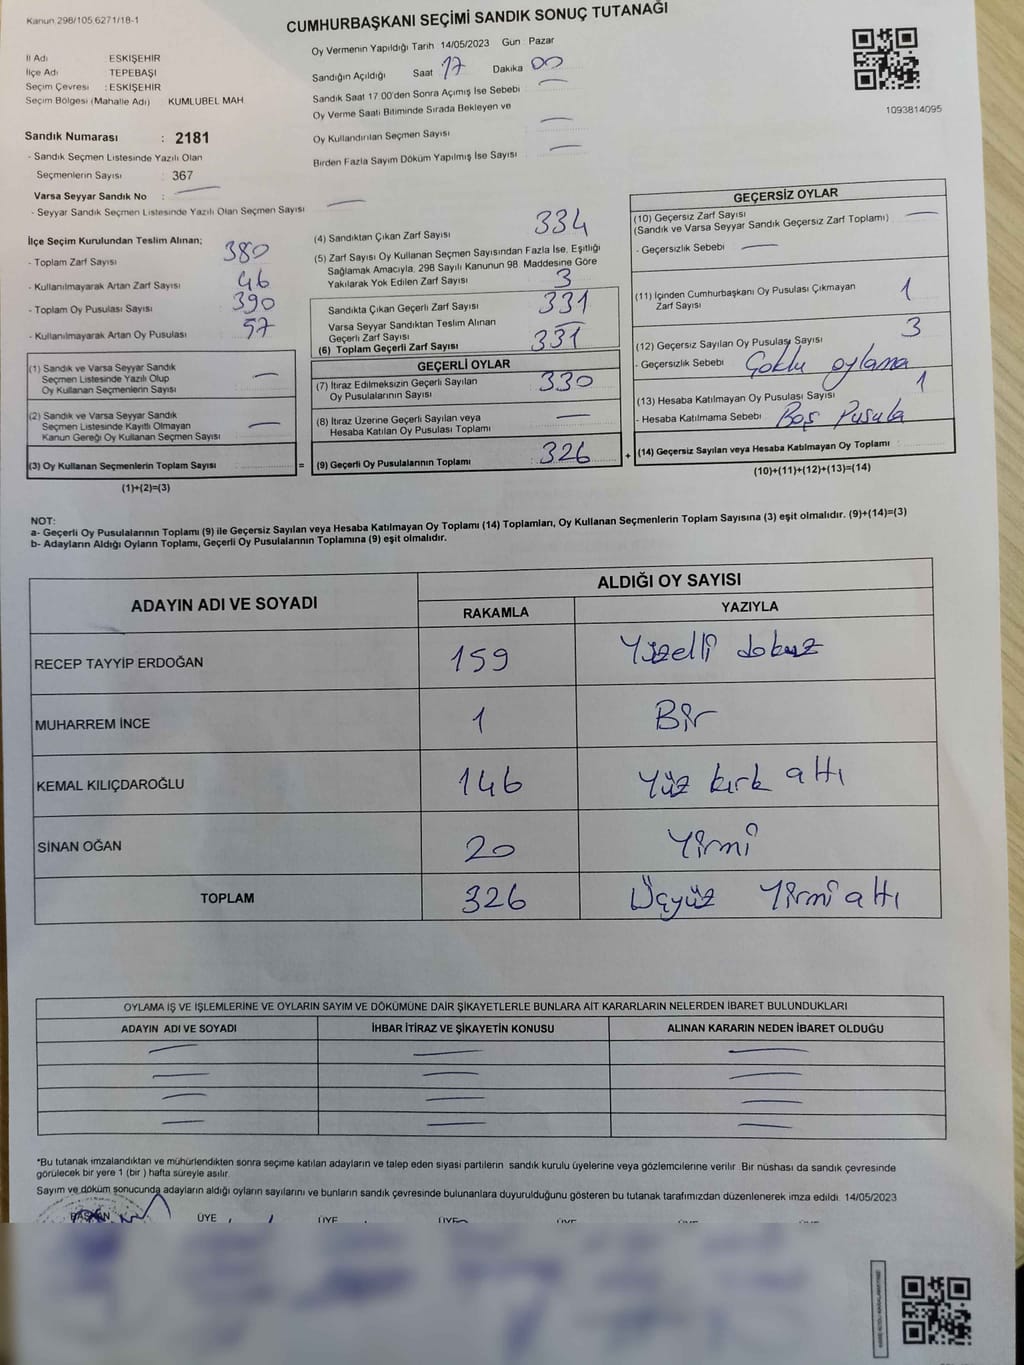 Kanun 298/105.6271/18-1
CUMHURBAŞKANI SEÇİMİ SANDIK SONUÇ TUTANAĞI
İl Adı ESKİŞEHİR
İlçe Adı TEPEBAŞI
Seçim Çevresi : ESKİŞEHİR
Seçim Bölgesi (Mahalle Adı) KUMLUBEL MAH
Sandık Numarası : 2181
- Sandık Seçmen Listesinde Yazılı Olan
Seçmenlerin Sayısı : 367
Varsa Seyyar Sandık No :
- Seyyar Sandık Seçmen Listesinde Yazılı Olan Seçmen Sayısı
Oy Vermenin Yapıldığı Tarih 14/05/2023 Gün Pazar
Sandığın Açıldığı Saat 17 Dakika 00
Sandık Saat 17.00'den Sonra Açımış İse Sebebi
Oy Verme Saati Bitiminde Sırada Bekleyen ve
Oy Kullandırılan Seçmen Sayısı
Birden Fazla Sayım Döküm Yapılmış İse Sayısı
1093814095
İlçe Seçim Kurulundan Teslim Alınan;
- Toplam Zarf Sayısı 380
- Kullanılmayarak Artan Zarf Sayısı 46
- Toplam Oy Pusulası Sayısı 390
- Kullanılmayarak Artan Oy Pusulası 57
(1) Sandık ve Varsa Seyyar Sandık
Seçmen Listesinde Yazılı Olup
Oy Kullanan Seçmenlerin Sayısı
(2) Sandık ve Varsa Seyyar Sandık
Seçmen Listesinde Kayıtlı Olmayan
Kanun Gereği Oy Kullanan Seçmen Sayısı
(3) Oy Kullanan Seçmenlerin Toplam Sayısı =
(1)+(2)=(3)
(4) Sandıktan Çıkan Zarf Sayısı 334
(5) Zarf Sayısı Oy Kullanan Seçmen Sayısından Fazla İse, Eşitliği
Sağlamak Amacıyla, 298 Sayılı Kanunun 98. Maddesine Göre
Yakılarak Yok Edilen Zarf Sayısı 3
Sandıkta Çıkan Geçerli Zarf Sayısı 331
Varsa Seyyar Sandıktan Teslim Alınan
Geçerli Zarf Sayısı
(6) Toplam Geçerli Zarf Sayısı 331
GEÇERLİ OYLAR
(7) İtiraz Edilmeksizin Geçerli Sayılan
Oy Pusulalarının Sayısı 330
(8) İtiraz Üzerine Geçerli Sayılan veya
Hesaba Katılan Oy Pusulası Toplamı
(9) Geçerli Oy Pusulalarının Toplamı 326 +
GEÇERSİZ OYLAR
(10) Geçersiz Zarf Sayısı
(Sandık ve Varsa Seyyar Sandık Geçersiz Zarf Toplamı)
- Geçersizlik Sebebi
(11) İçinden Cumhurbaşkanı Oy Pusulası Çıkmayan
Zarf Sayısı 1
(12) Geçersiz Sayılan Oy Pusulası Sayısı 3
- Geçersizlik Sebebi Çoklu oylama
(13) Hesaba Katılmayan Oy Pusulası Sayısı 1
- Hesaba Katılmama Sebebi Boş Pusula
(14) Geçersiz Sayılan veya Hesaba Katılmayan Oy Toplamı
(10)+(11)+(12)+(13)=(14)
NOT:
a- Geçerli Oy Pusulalarının Toplamı (9) ile Geçersiz Sayılan veya Hesaba Katılmayan Oy Toplamı (14) Toplamları, Oy Kullanan Seçmenlerin Toplam Sayısına (3) eşit olmalıdır. (9)+(14)=(3)
b- Adayların Aldığı Oyların Toplamı, Geçerli Oy Pusulalarının Toplamına (9) eşit olmalıdır.
ADAYIN ADI VE SOYADI ALDIĞI OY SAYISI
RAKAMLA YAZIYLA
RECEP TAYYİP ERDOĞAN 159 Yüzelli dokuz
MUHARREM İNCE 1 Bir
KEMAL KILIÇDAROĞLU 146 Yüz kırk altı
SİNAN OĞAN 20 Yirmi
TOPLAM 326 Üçyüz Yirmi altı
OYLAMA İŞ VE İŞLEMLERİNE VE OYLARIN SAYIM VE DÖKÜMÜNE DAİR ŞİKAYETLERLE BUNLARA AİT KARARLARIN NELERDEN İBARET BULUNDUKLARI
ADAYIN ADI VE SOYADI İHBAR İTİRAZ VE ŞİKAYETİN KONUSU ALINAN KARARIN NEDEN İBARET OLDUĞU
*Bu tutanak imzalandıktan ve mühürlendikten sonra seçime katılan adayların ve talep eden siyasi partilerin sandık kurulu üyelerine veya gözlemcilerine verilir. Bir nüshası da sandık çevresinde
görülecek bir yere 1 (bir ) hafta süreyle asılır.
Sayım ve döküm sonucunda adayların aldığı oyların sayılarını ve bunların sandık çevresinde bulunanlara duyurulduğunu gösteren bu tutanak tarafımızdan düzenlenerek imza edildi. 14/05/2023
BAŞKAN ÜYE ÜYE ÜYE ÜYE